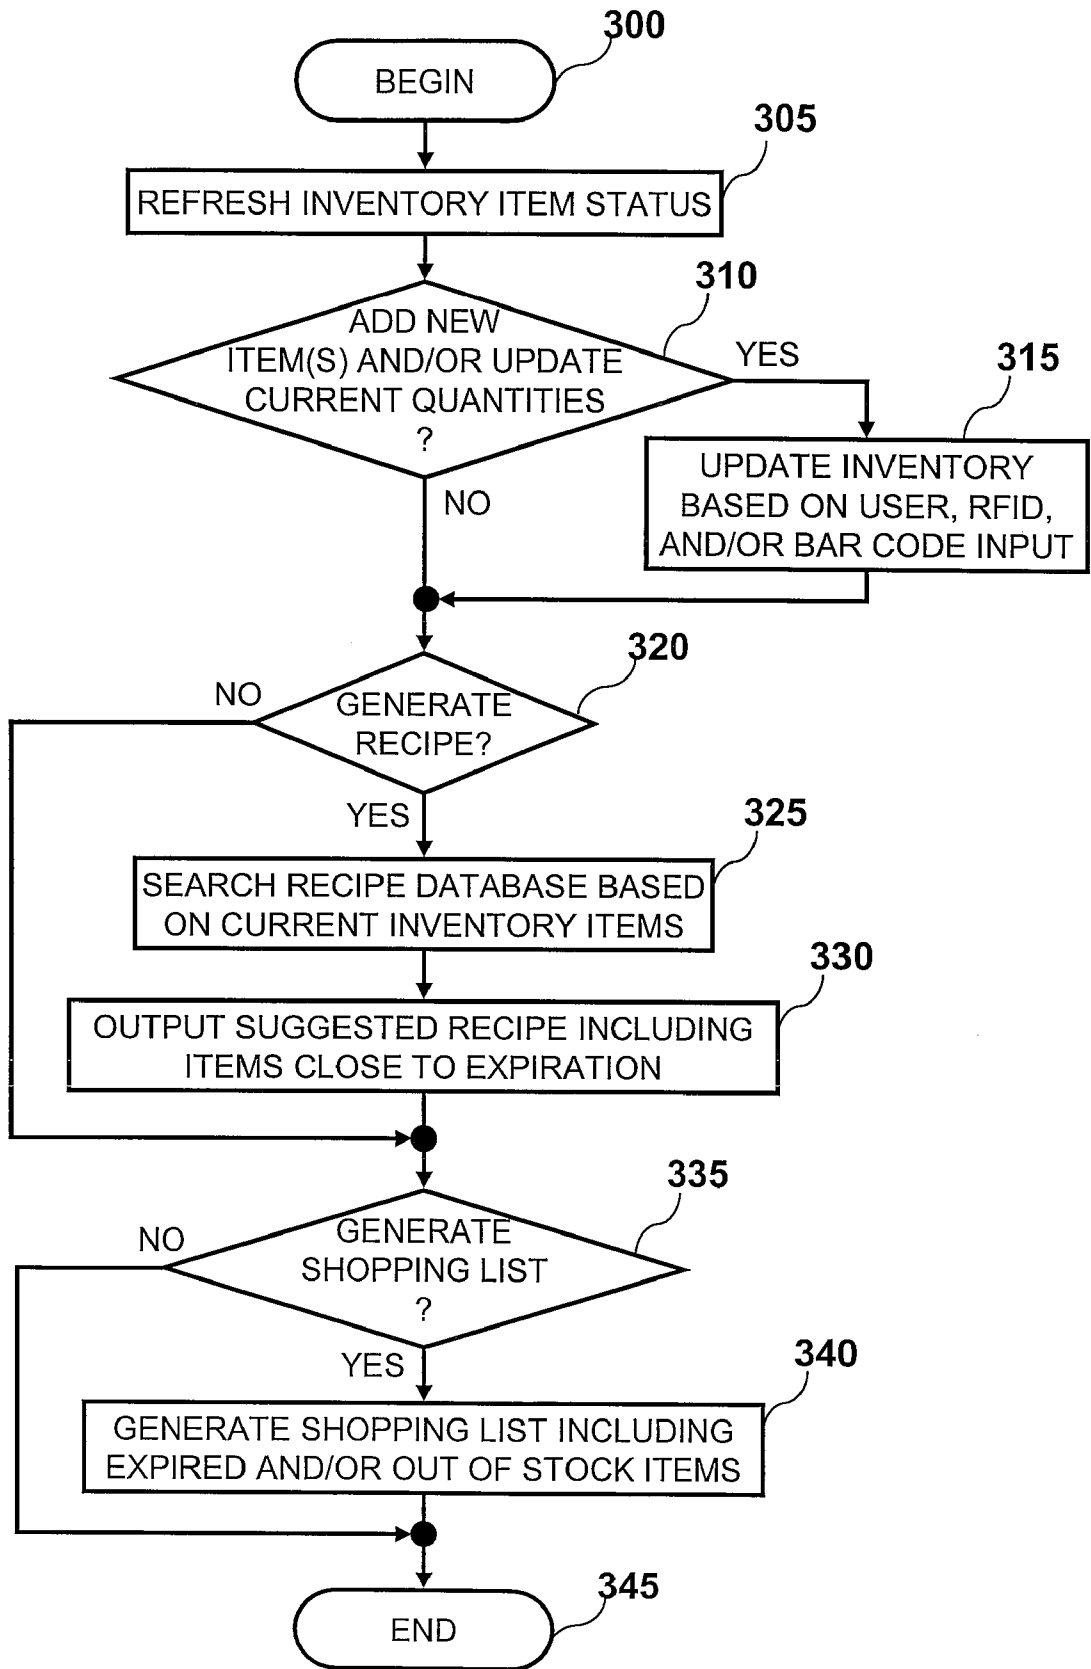 300
BEGIN
305
REFRESH INVENTORY ITEM STATUS
310
ADD NEW
ITEM(S) AND/OR UPDATE
CURRENT QUANTITIES
?
YES
315
UPDATE INVENTORY
BASED ON USER, RFID,
AND/OR BAR CODE INPUT
NO
320
NO
GENERATE
RECIPE?
YES
325
SEARCH RECIPE DATABASE BASED
ON CURRENT INVENTORY ITEMS
330
OUTPUT SUGGESTED RECIPE INCLUDING
ITEMS CLOSE TO EXPIRATION
335
NO
GENERATE
SHOPPING LIST
?
YES
340
GENERATE SHOPPING LIST INCLUDING
EXPIRED AND/OR OUT OF STOCK ITEMS
345
END